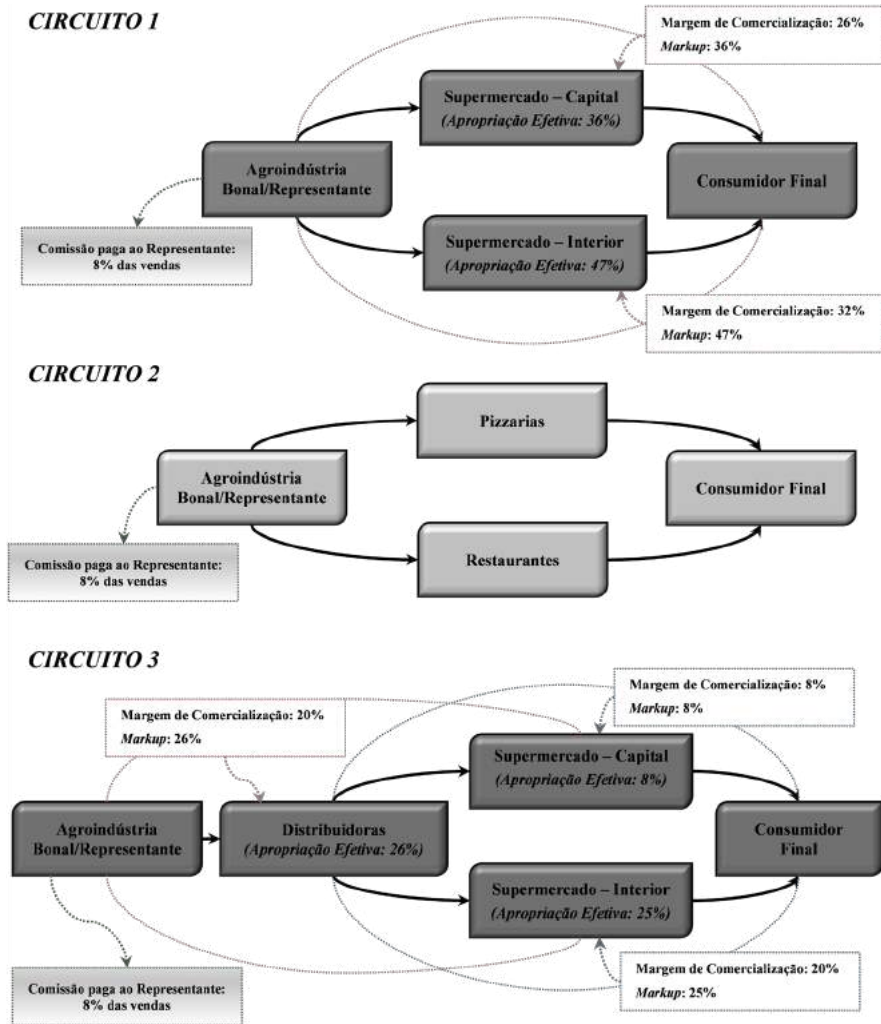 CIRCUITO 1
Margem de Comercialização: 26%
Markup: 36%
Supermercado – Capital
(Apropriação Efetiva: 36%)
Agroindústria
Bonal/Representante
Consumidor Final
Comissão paga ao Representante:
8% das vendas
Supermercado – Interior
(Apropriação Efetiva: 47%)
Margem de Comercialização: 32%
Markup: 47%
CIRCUITO 2
Pizzarias
Agroindústria
Bonal/Representante
Consumidor Final
Comissão paga ao Representante:
8% das vendas
Restaurantes
CIRCUITO 3
Margem de Comercialização: 20%
Markup: 26%
Margem de Comercialização: 8%
Markup: 8%
Supermercado – Capital
(Apropriação Efetiva: 8%)
Agroindústria
Bonal/Representante
Distribuidoras
(Apropriação Efetiva: 26%)
Consumidor
Final
Supermercado – Interior
(Apropriação Efetiva: 25%)
Comissão paga ao Representante:
8% das vendas
Margem de Comercialização: 20%
Markup: 25%